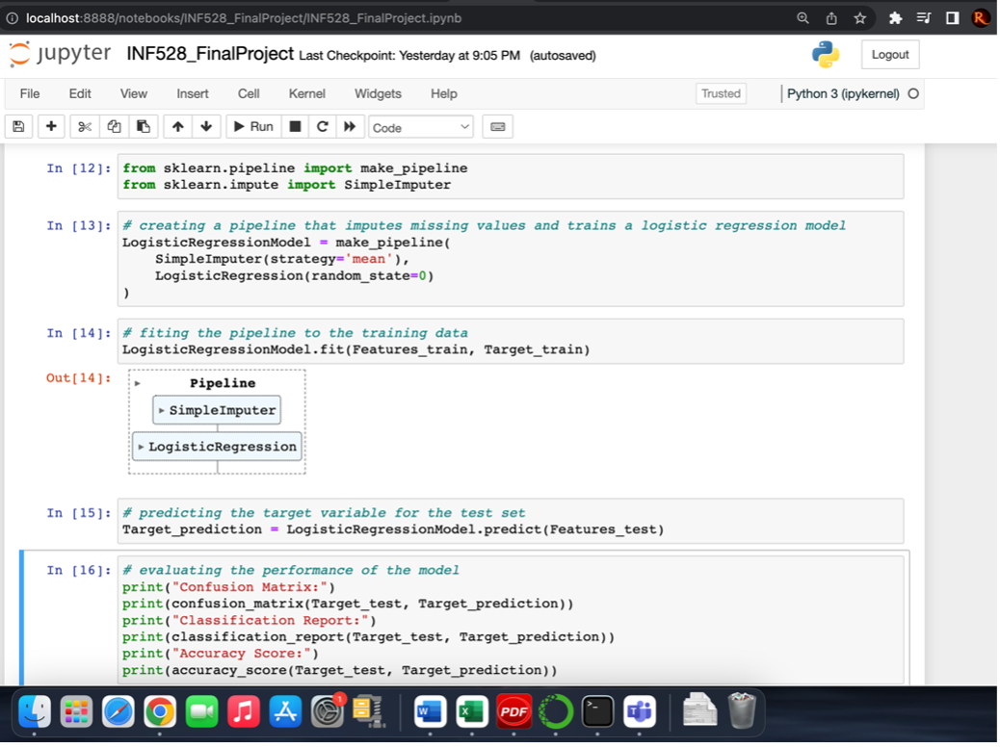 localhost:8888/notebooks/INF528_FinalProject/INF528_FinalProject.ipynb
R
jupyter INF528_FinalProject Last Checkpoint: Yesterday at 9:05 PM (autosaved)
Logout
File Edit View Insert Cell Kernel Widgets Help
Trusted
Python 3 (ipykernel)
Run
Code
In [12]:
from sklearn.pipeline import make_pipeline
from sklearn.impute import SimpleImputer
In [13]:
# creating a pipeline that imputes missing values and trains a logistic regression model
LogisticRegressionModel = make_pipeline(
    SimpleImputer(strategy='mean'),
    LogisticRegression(random_state=0)
)
In [14]:
# fiting the pipeline to the training data
LogisticRegressionModel.fit(Features_train, Target_train)
Out[14]:
Pipeline
SimpleImputer
LogisticRegression
In [15]:
# predicting the target variable for the test set
Target_prediction = LogisticRegressionModel.predict(Features_test)
In [16]:
# evaluating the performance of the model
print("Confusion Matrix:")
print(confusion_matrix(Target_test, Target_prediction))
print("Classification Report:")
print(classification_report(Target_test, Target_prediction))
print("Accuracy Score:")
print(accuracy_score(Target_test, Target_prediction))
1
W
X
PDF
>_
T